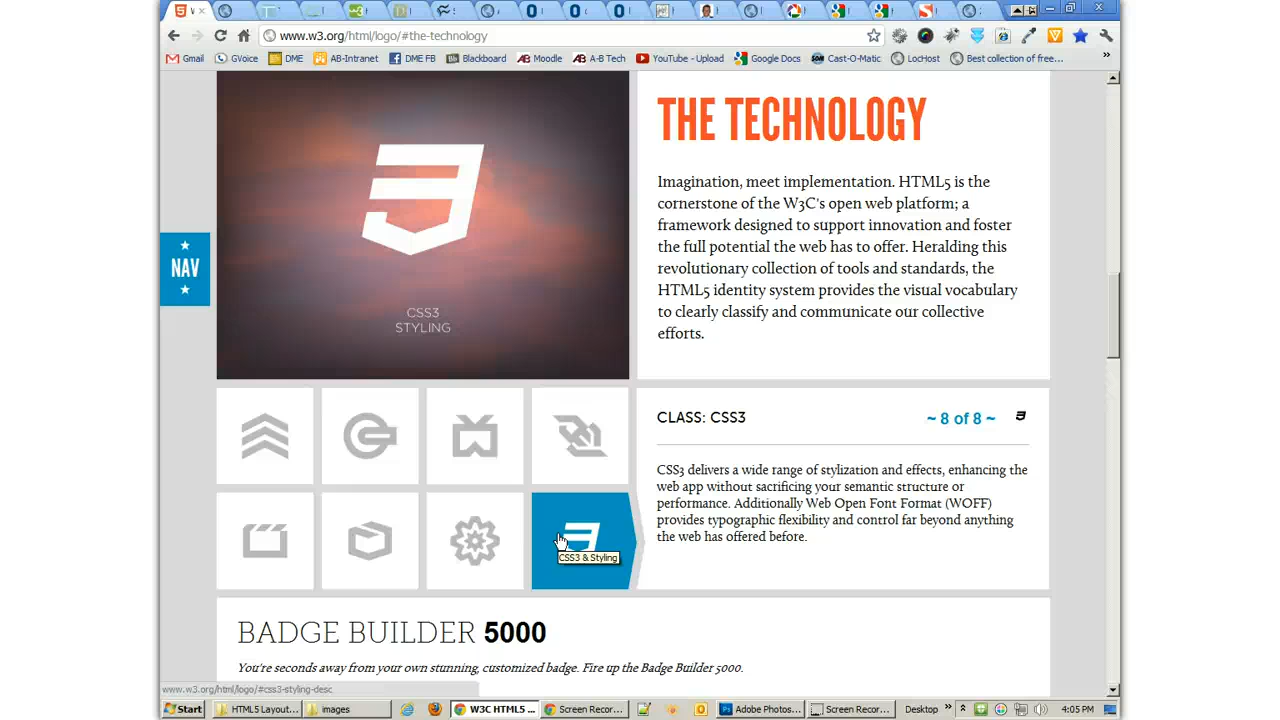 www.w3.org/html/logo/#the-technology
Gmail GVoice DME AB-Intranet DME FB Blackboard Moodle A-B Tech YouTube - Upload Google Docs Cast-O-Matic LocHost Best collection of free... »
THE TECHNOLOGY
Imagination, meet implementation. HTML5 is the
cornerstone of the W3C's open web platform; a
framework designed to support innovation and foster
the full potential the web has to offer. Heralding this
revolutionary collection of tools and standards, the
HTML5 identity system provides the visual vocabulary
to clearly classify and communicate our collective
efforts.
NAV
CSS3
STYLING
CLASS: CSS3 ~ 8 of 8 ~
CSS3 delivers a wide range of stylization and effects, enhancing the
web app without sacrificing your semantic structure or
performance. Additionally Web Open Font Format (WOFF)
provides typographic flexibility and control far beyond anything
the web has offered before.
CSS3 & Styling
BADGE BUILDER 5000
You're seconds away from your own stunning, customized badge. Fire up the Badge Builder 5000.
www.w3.org/html/logo/#css3-styling-desc
Start HTML5 Layout... images W3C HTML5 ... Screen Recor... Adobe Photos... Screen Recor... Desktop » 4:05 PM